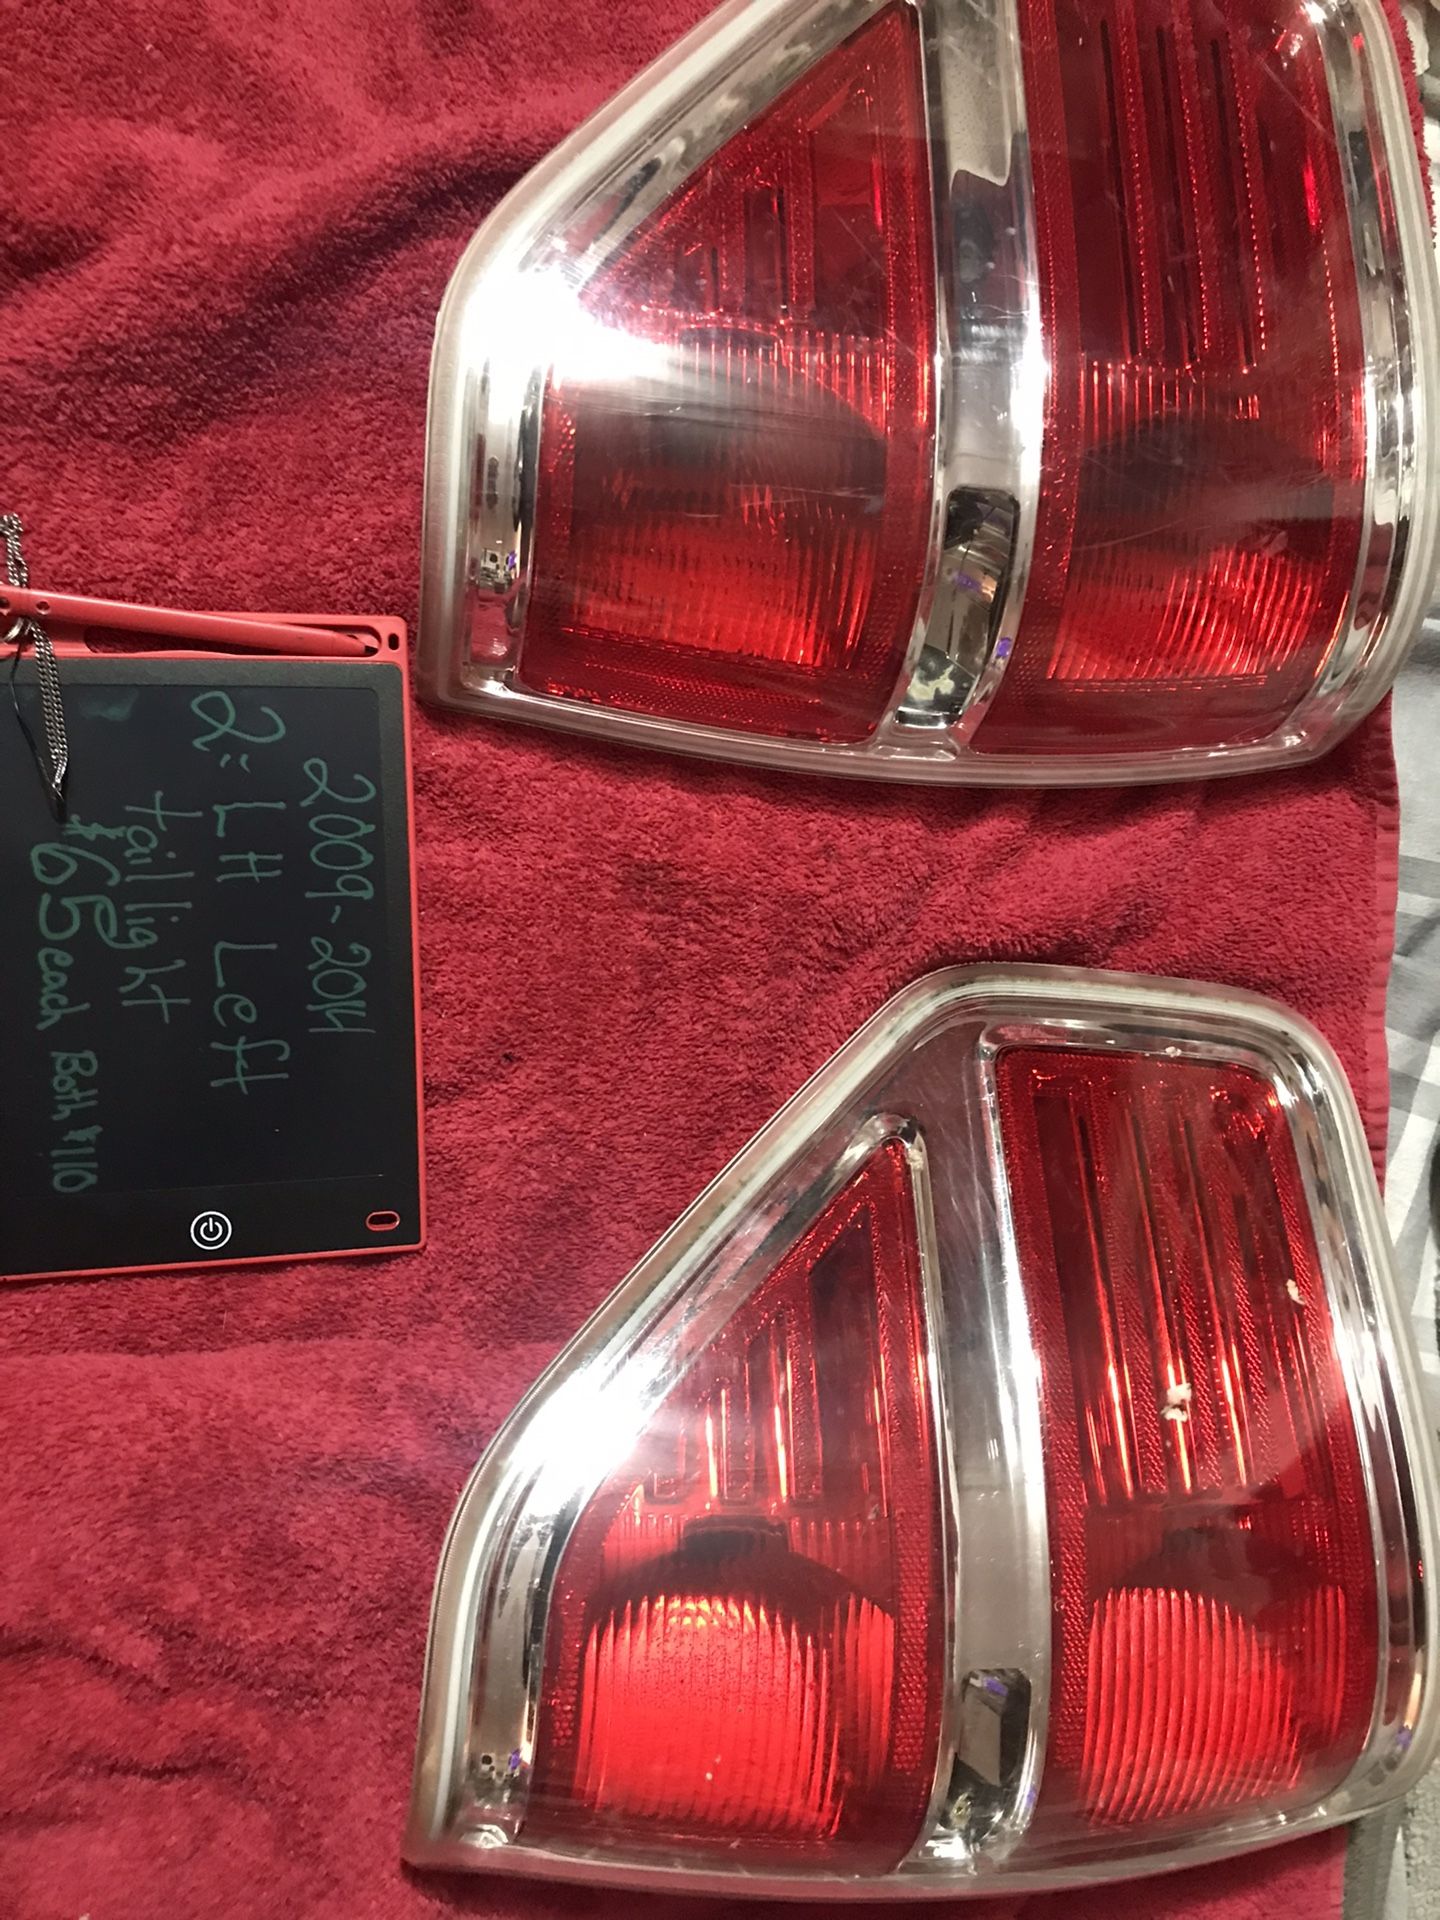 2009-2014
2:: LH Left
tail light
$65 each Both $110